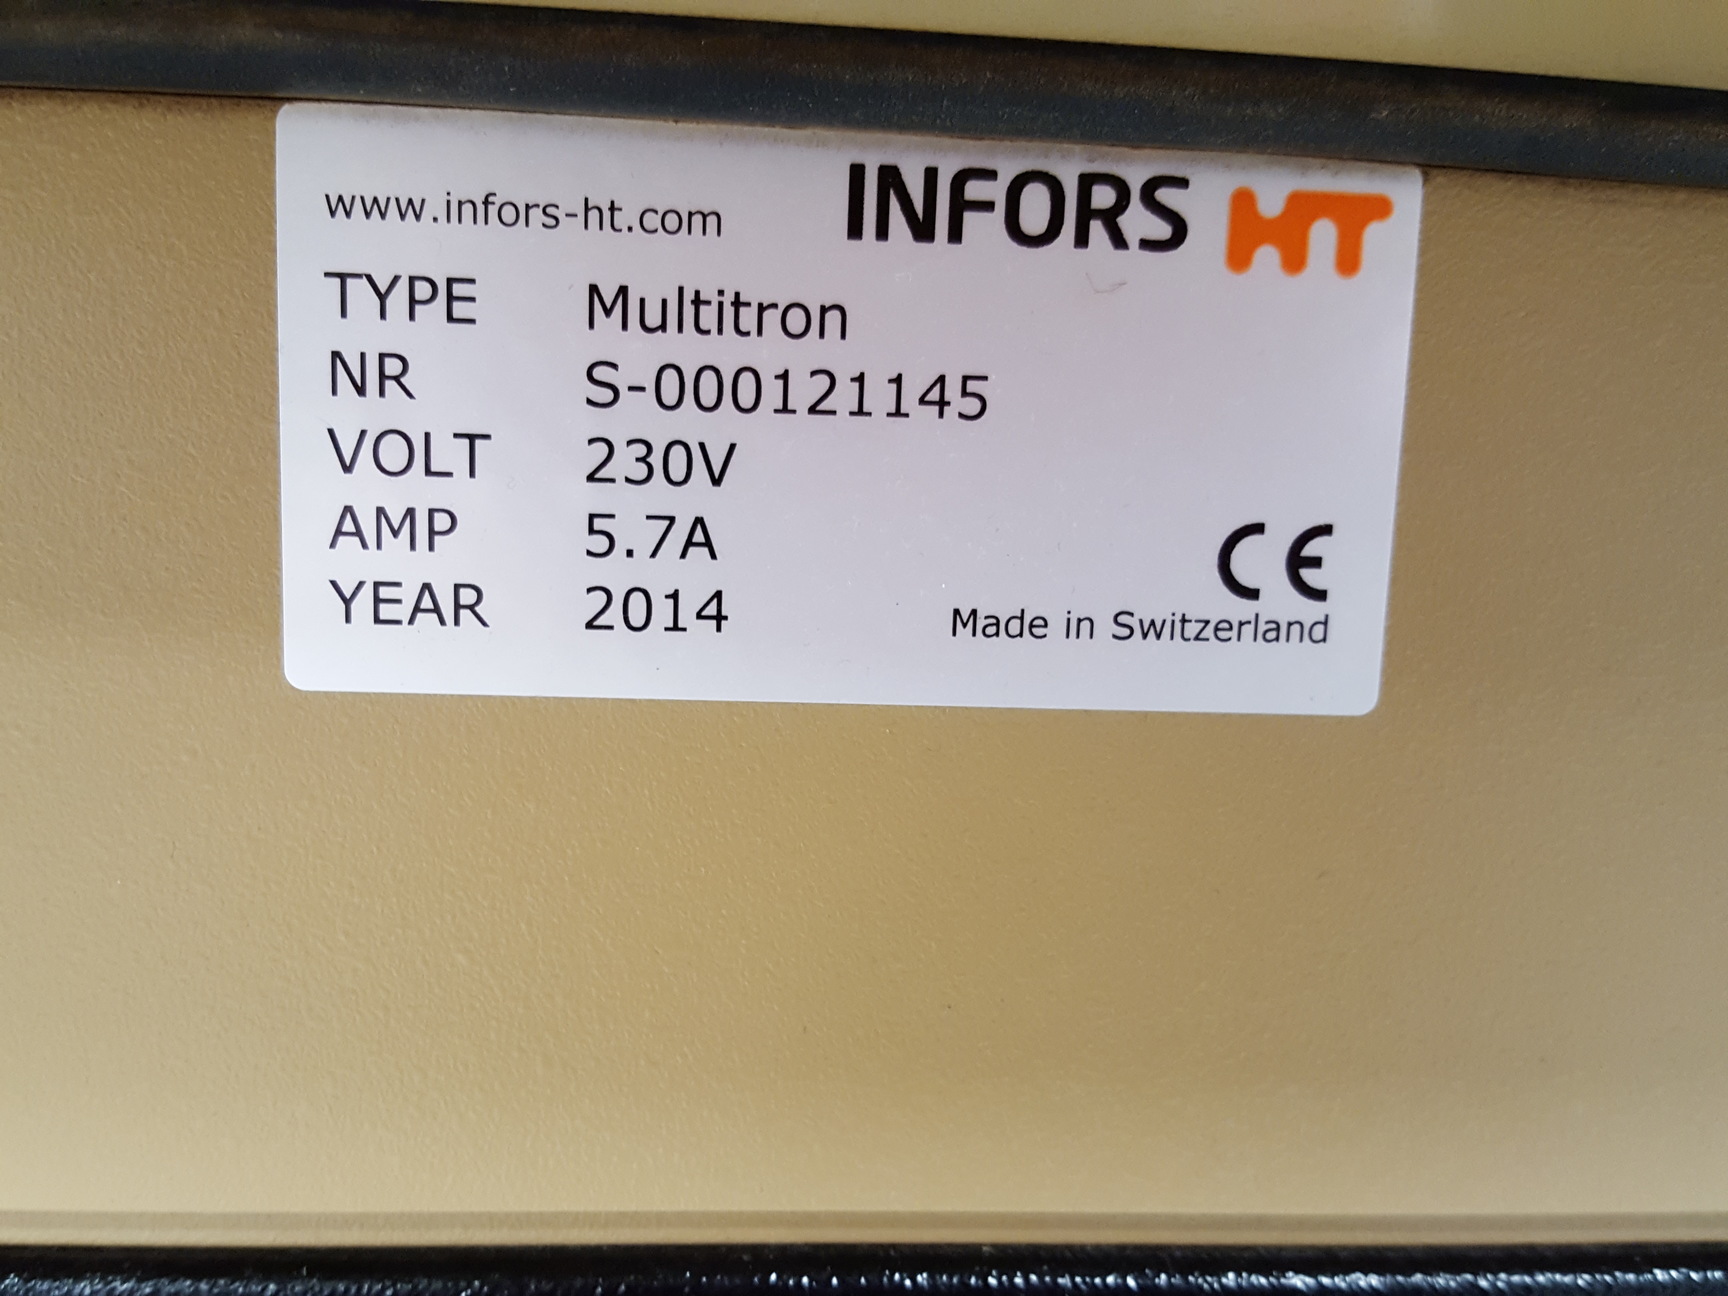 www.infors-ht.com INFORS HT
TYPE Multitron
NR S-000121145
VOLT 230V
AMP 5.7A
YEAR 2014
CE
Made in Switzerland